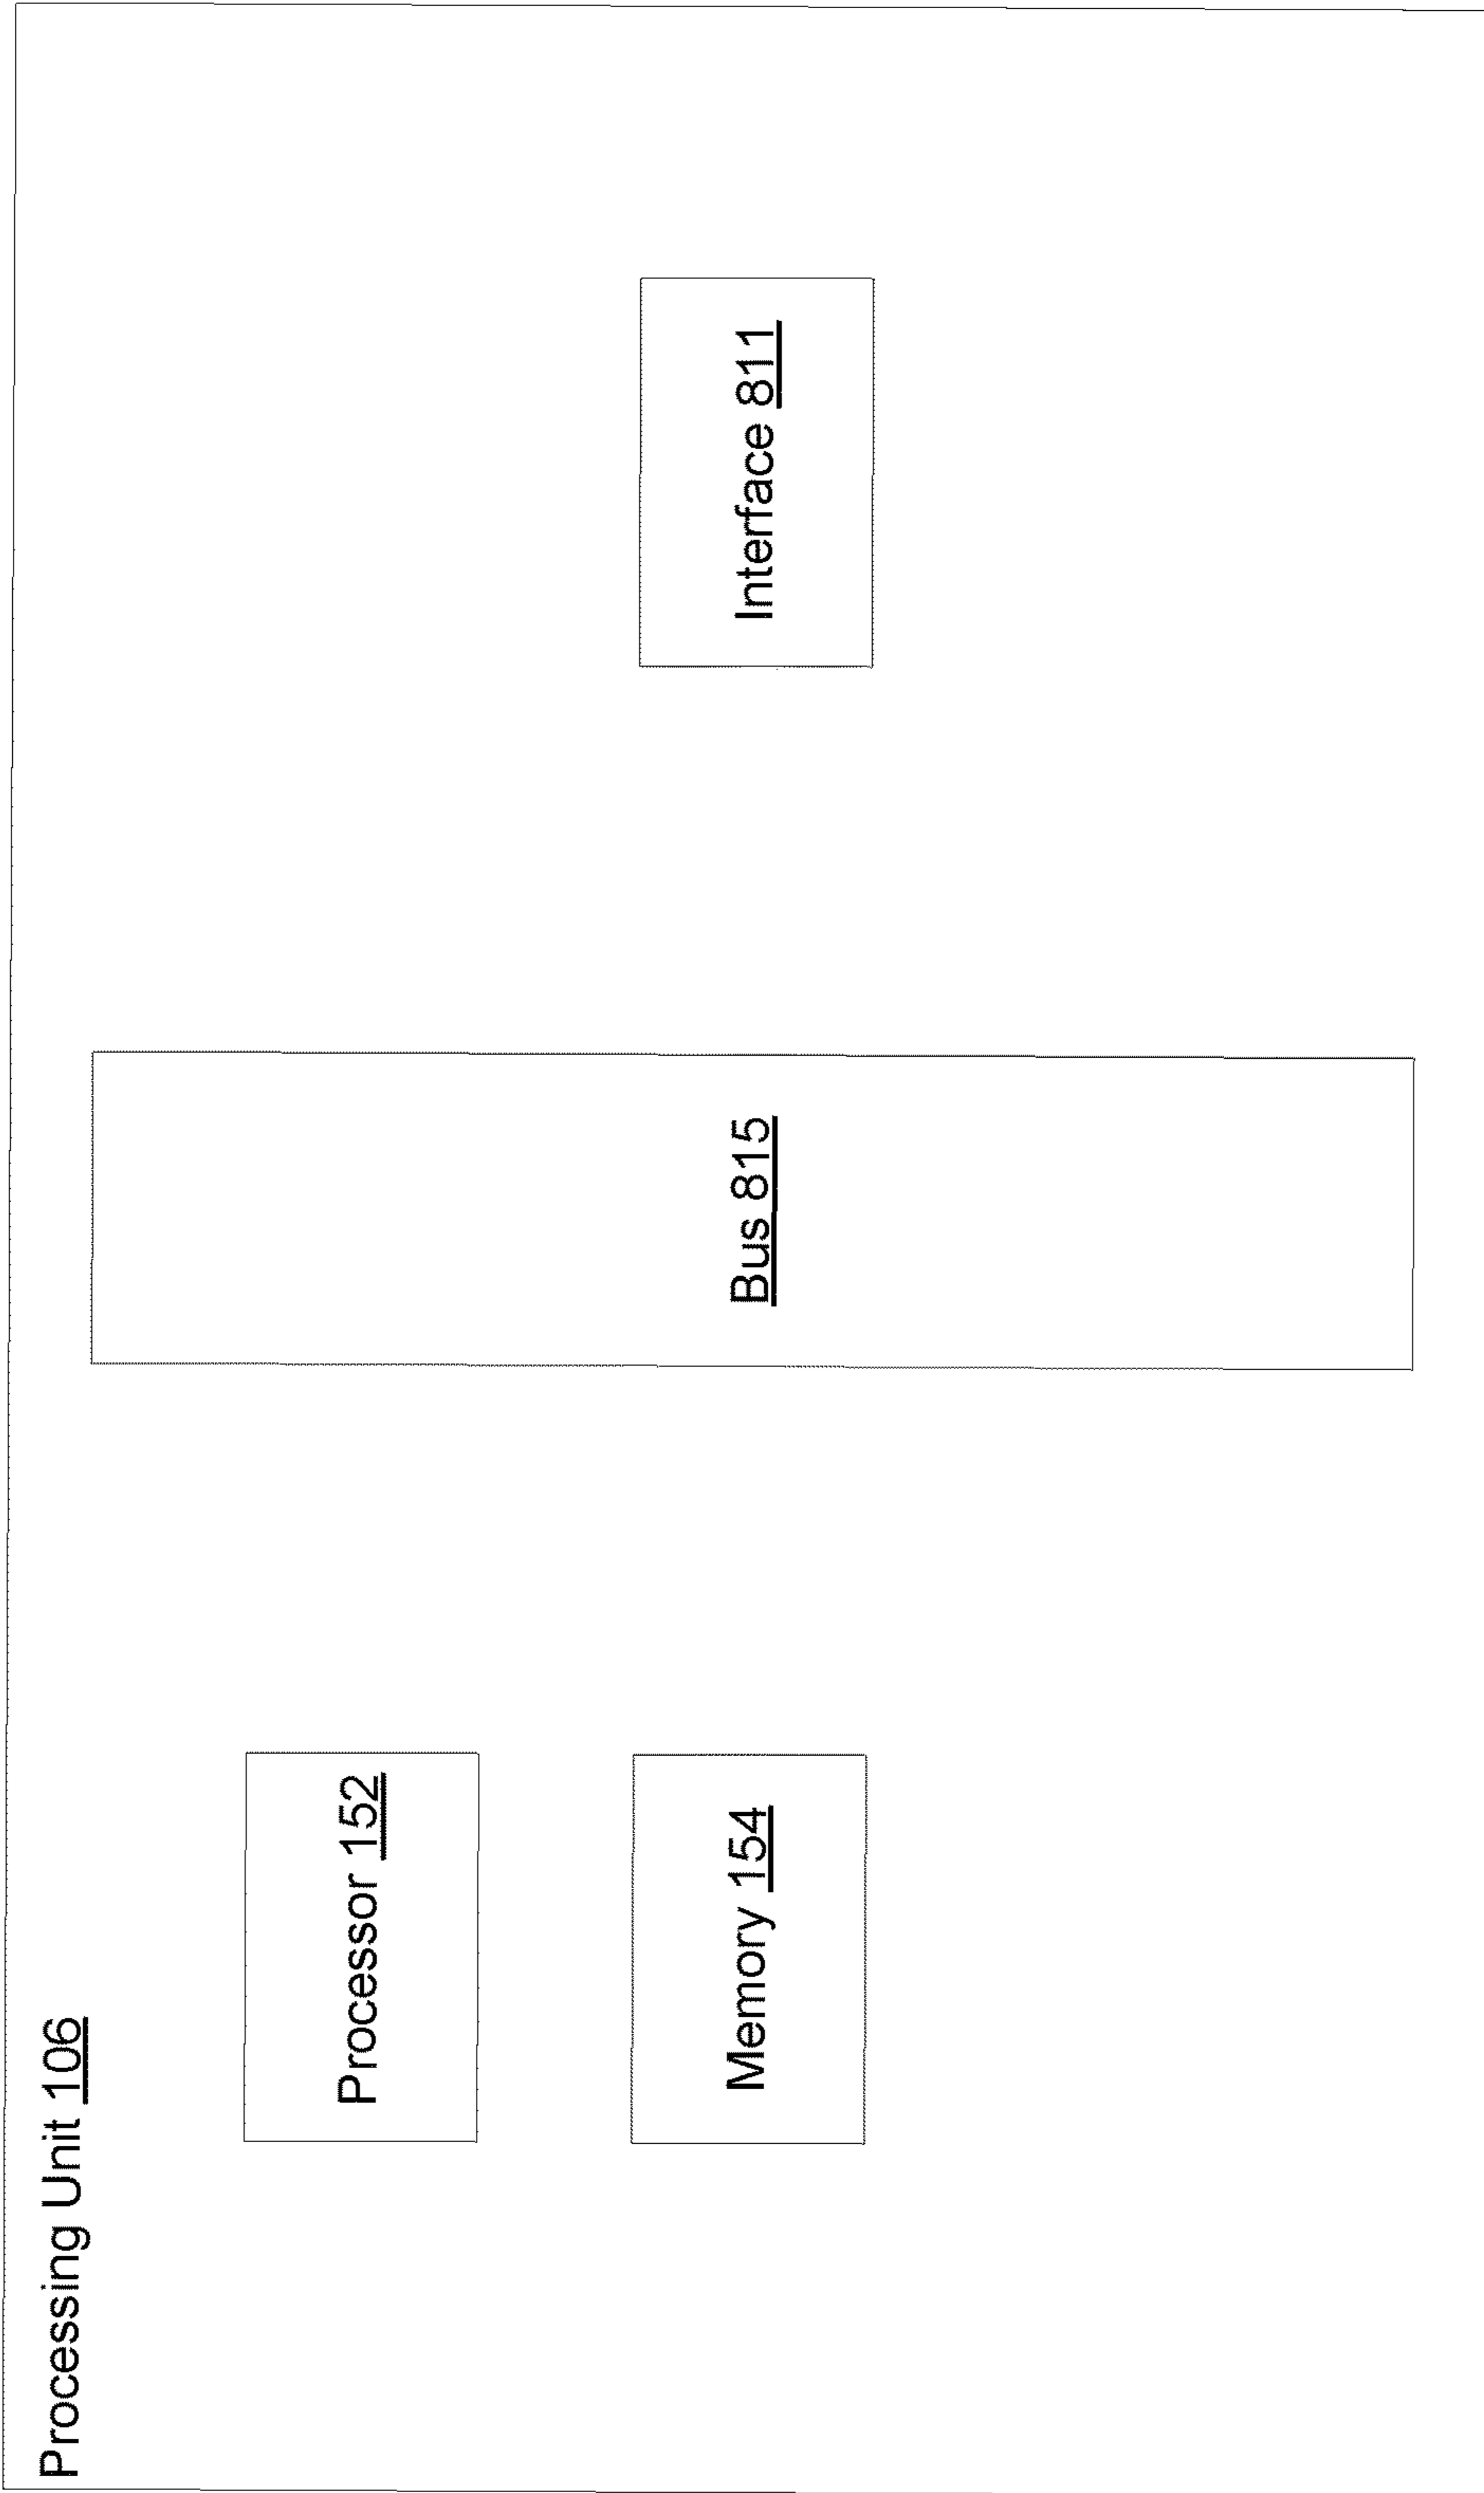 Processing Unit 106
Processor 152
Memory 154
Bus 815
Interface 811